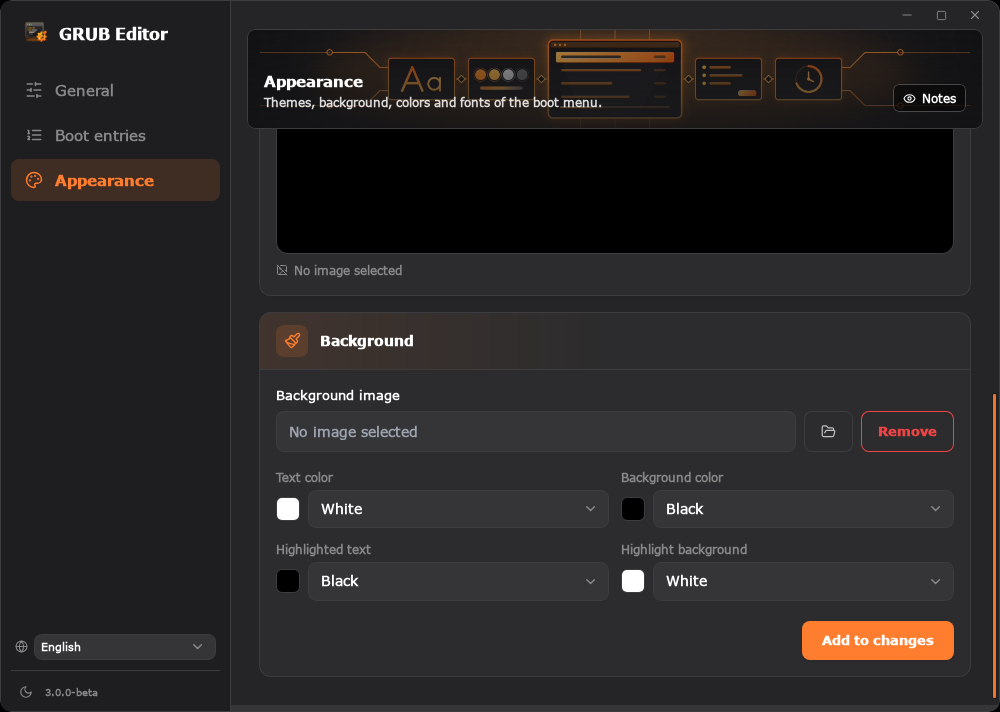 GRUB Editor
General
Boot entries
Appearance
English
3.0.0-beta
Aa
Appearance
Themes, background, colors and fonts of the boot menu.
Notes
No image selected
Background
Background image
No image selected
Remove
Text color
Background color
White
Black
Highlighted text
Highlight background
Black
White
Add to changes